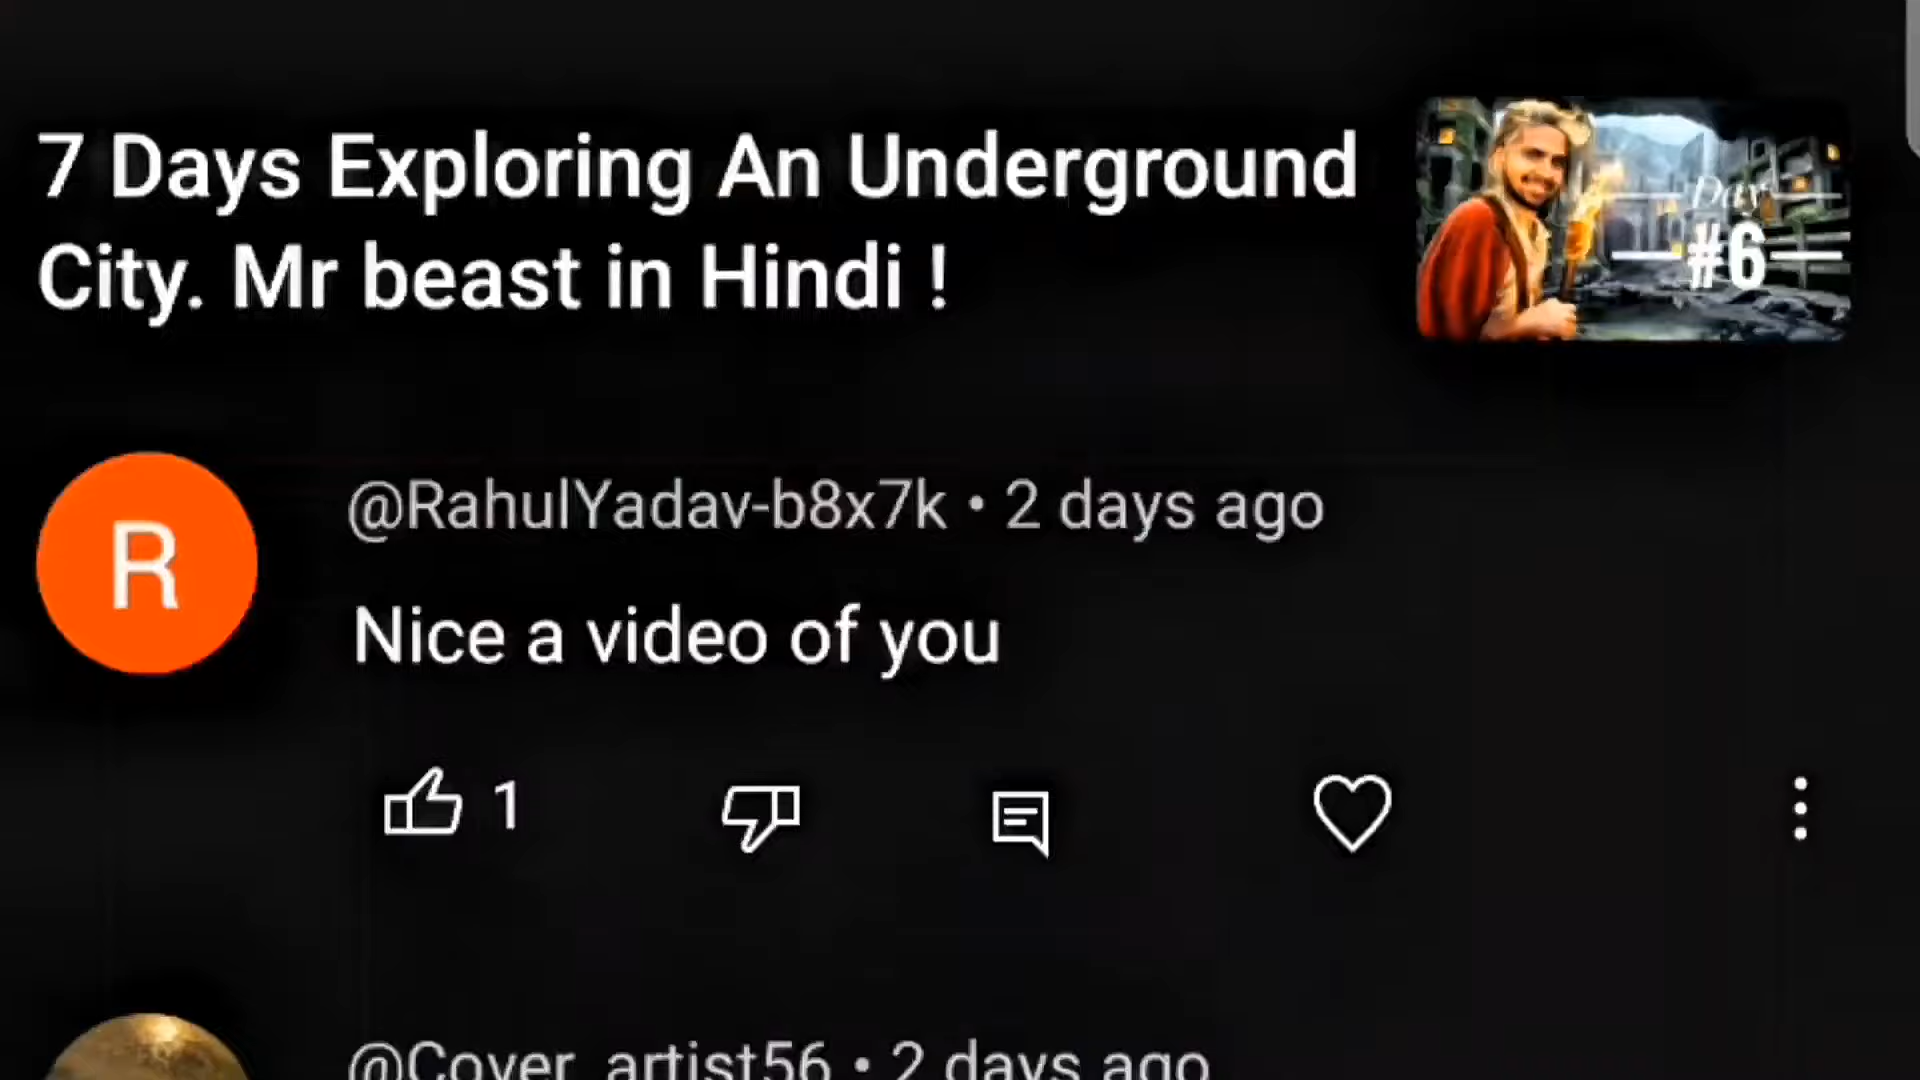 7 Days Exploring An Underground
City. Mr beast in Hindi !
Day
#6
R
@RahulYadav-b8x7k • 2 days ago
Nice a video of you
1
@Cover_artist56 • 2 days ago